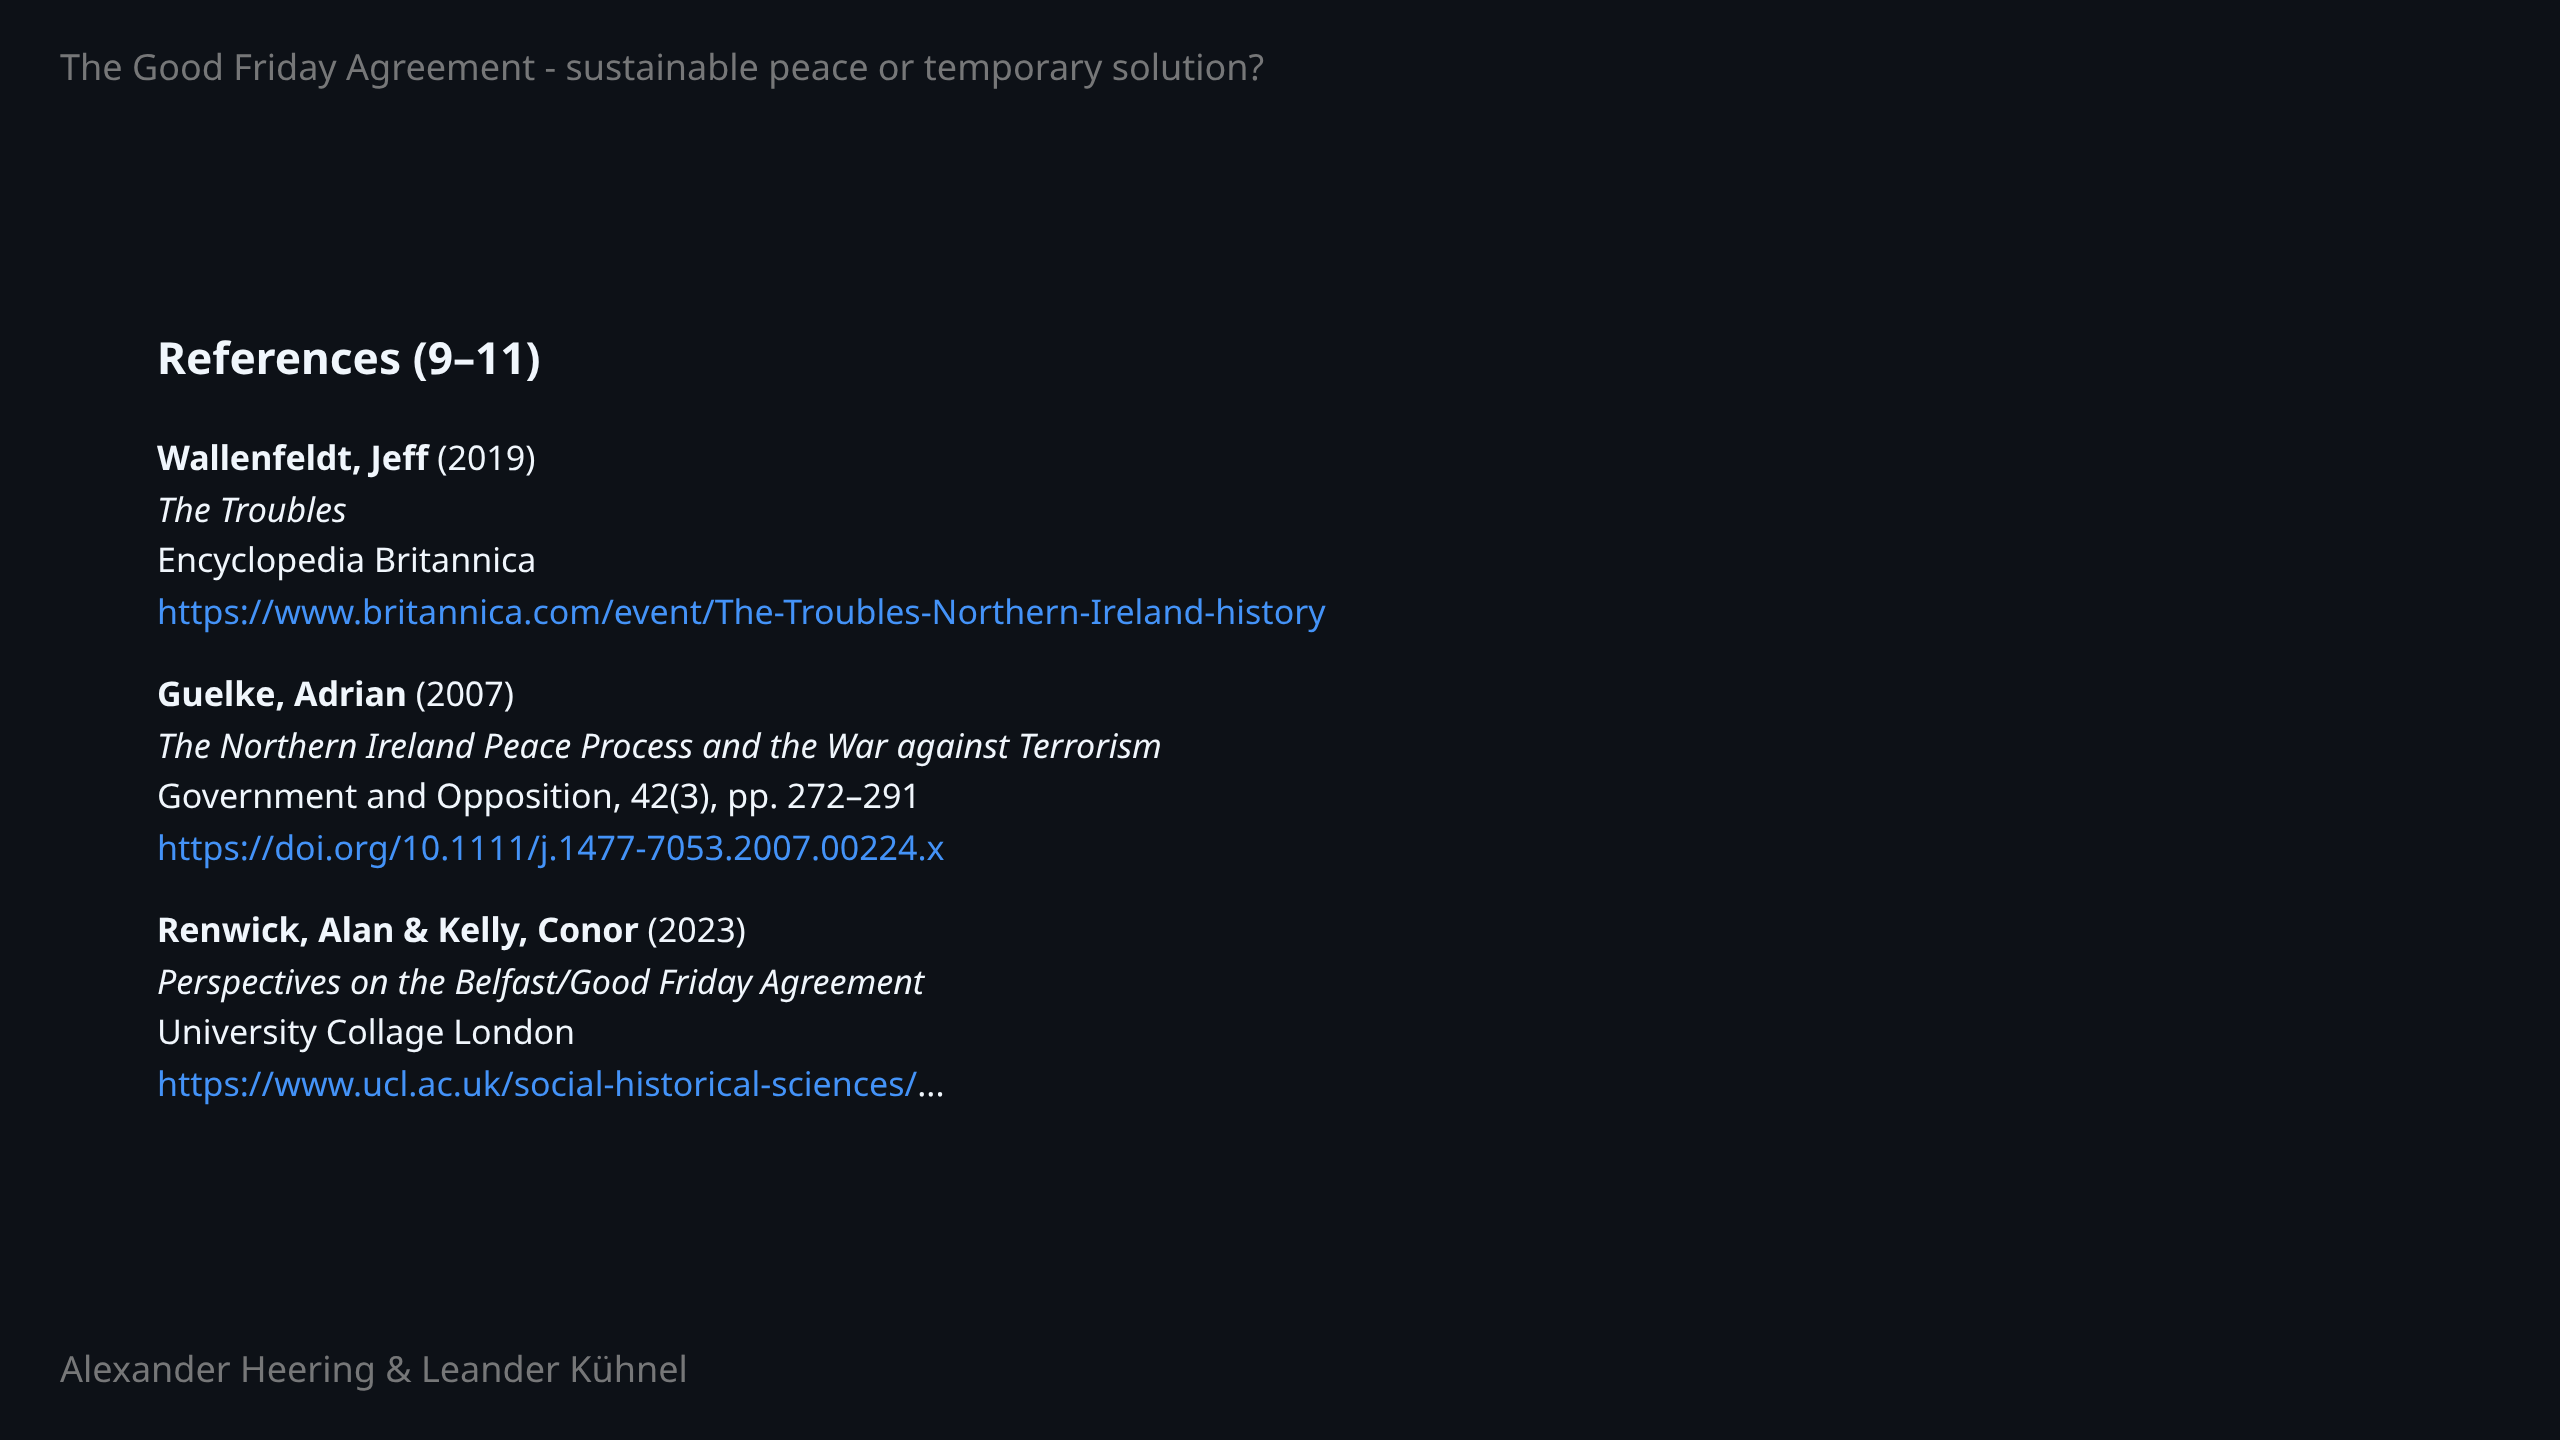 The Good Friday Agreement - sustainable peace or temporary solution?
References (9–11)
Wallenfeldt, Jeff (2019)
The Troubles
Encyclopedia Britannica
https://www.britannica.com/event/The-Troubles-Northern-Ireland-history
Guelke, Adrian (2007)
The Northern Ireland Peace Process and the War against Terrorism
Government and Opposition, 42(3), pp. 272–291
https://doi.org/10.1111/j.1477-7053.2007.00224.x
Renwick, Alan & Kelly, Conor (2023)
Perspectives on the Belfast/Good Friday Agreement
University Collage London
https://www.ucl.ac.uk/social-historical-sciences/...
Alexander Heering & Leander Kühnel